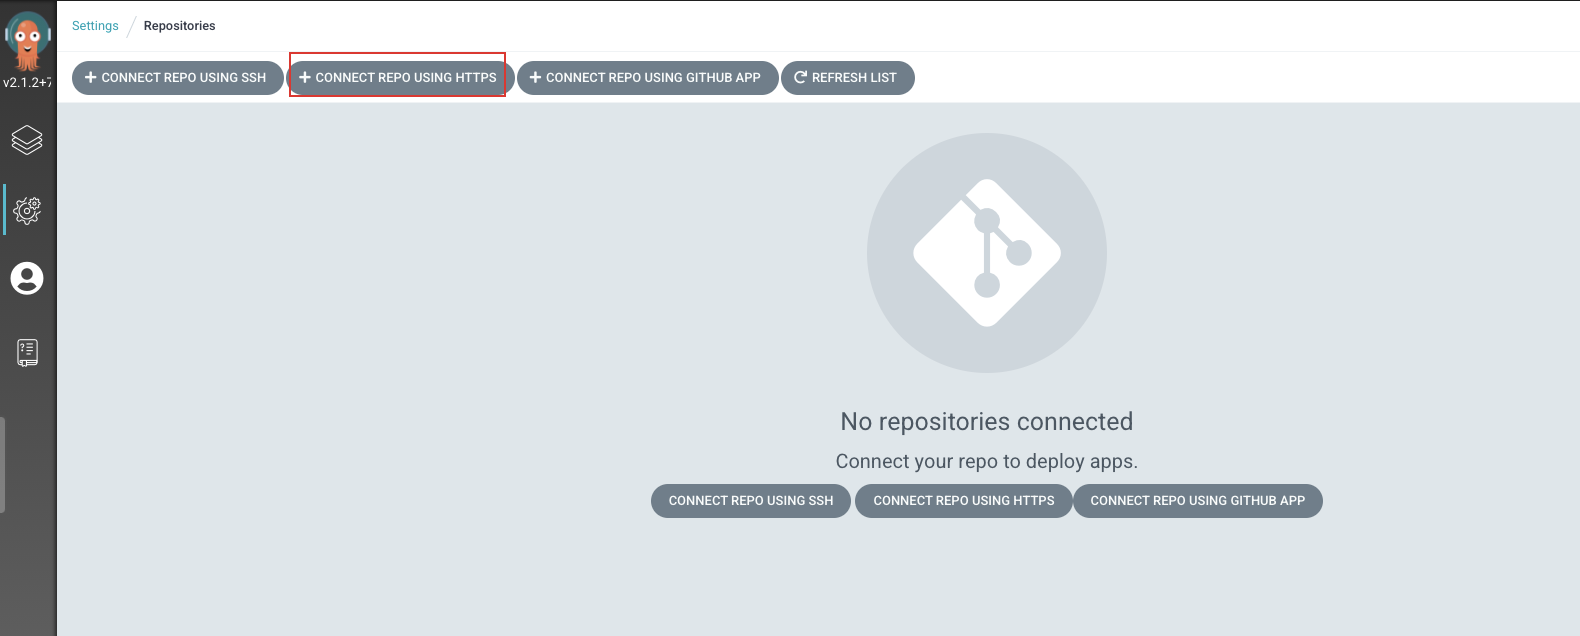 Settings / Repositories
v2.1.2+7
+ CONNECT REPO USING SSH + CONNECT REPO USING HTTPS + CONNECT REPO USING GITHUB APP REFRESH LIST
No repositories connected
Connect your repo to deploy apps.
CONNECT REPO USING SSH CONNECT REPO USING HTTPS CONNECT REPO USING GITHUB APP